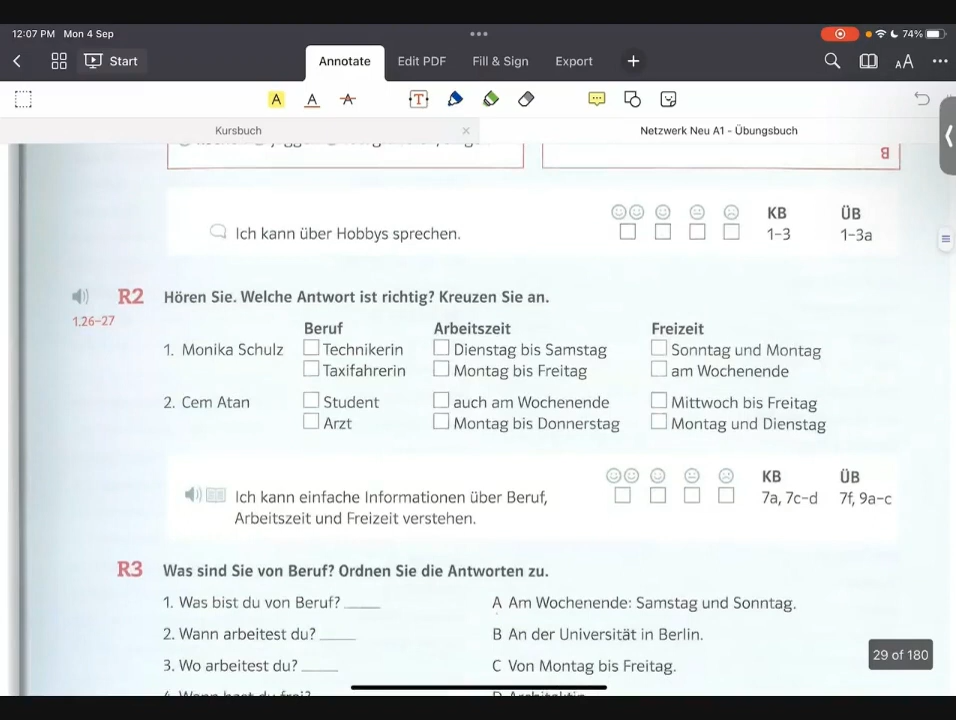 12:07 PM Mon 4 Sep
74%
Start
Annotate
Edit PDF
Fill & Sign
Export
Kursbuch
Netzwerk Neu A1 - Übungsbuch
B
Ich kann über Hobbys sprechen.
KB
1–3
ÜB
1–3a
R2 Hören Sie. Welche Antwort ist richtig? Kreuzen Sie an.
1.26–27
Beruf Arbeitszeit Freizeit
1. Monika Schulz Technikerin Dienstag bis Samstag Sonntag und Montag
Taxifahrerin Montag bis Freitag am Wochenende
2. Cem Atan Student auch am Wochenende Mittwoch bis Freitag
Arzt Montag bis Donnerstag Montag und Dienstag
KB ÜB
Ich kann einfache Informationen über Beruf, 7a, 7c–d 7f, 9a–c
Arbeitszeit und Freizeit verstehen.
R3 Was sind Sie von Beruf? Ordnen Sie die Antworten zu.
1. Was bist du von Beruf? ____ A Am Wochenende: Samstag und Sonntag.
2. Wann arbeitest du? ____ B An der Universität in Berlin.
3. Wo arbeitest du? ____ C Von Montag bis Freitag.
29 of 180